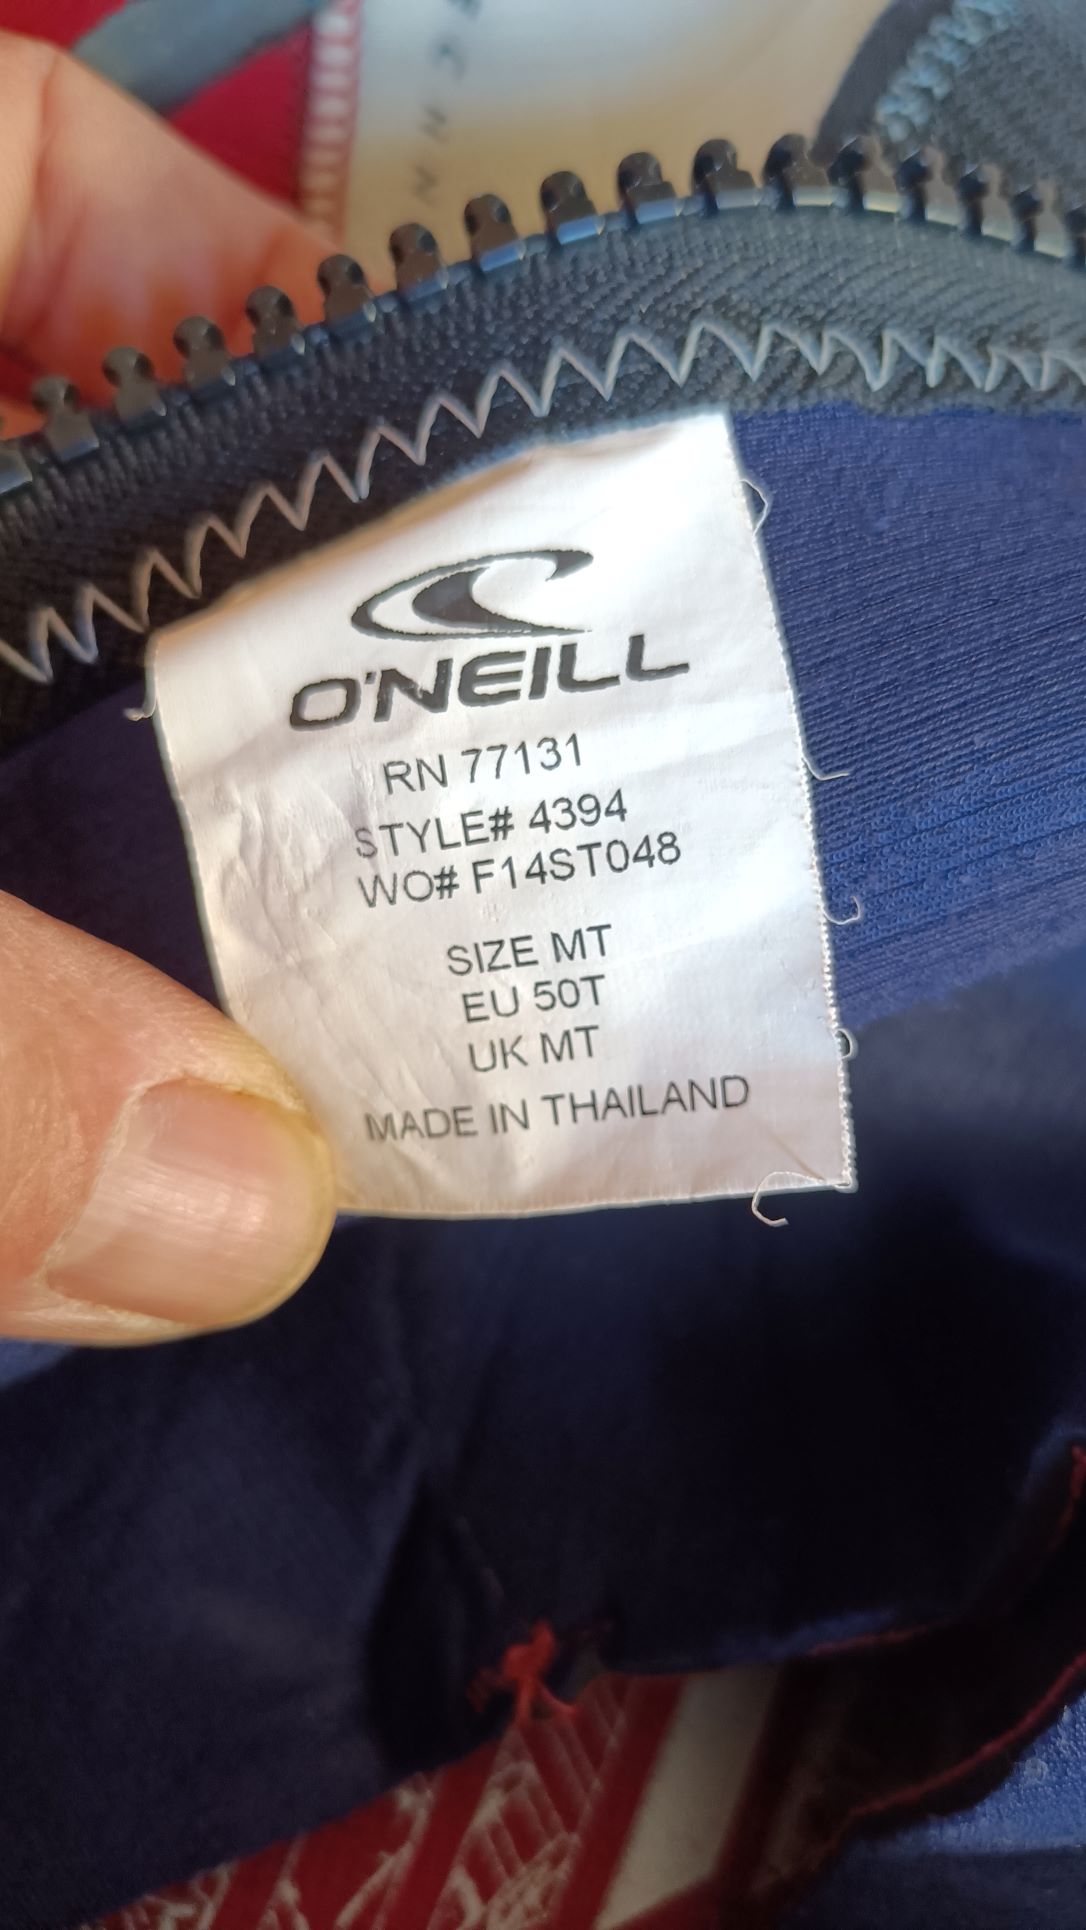 O'NEILL
RN 77131
STYLE# 4394
WO# F14ST048
SIZE MT
EU 50T
UK MT
MADE IN THAILAND